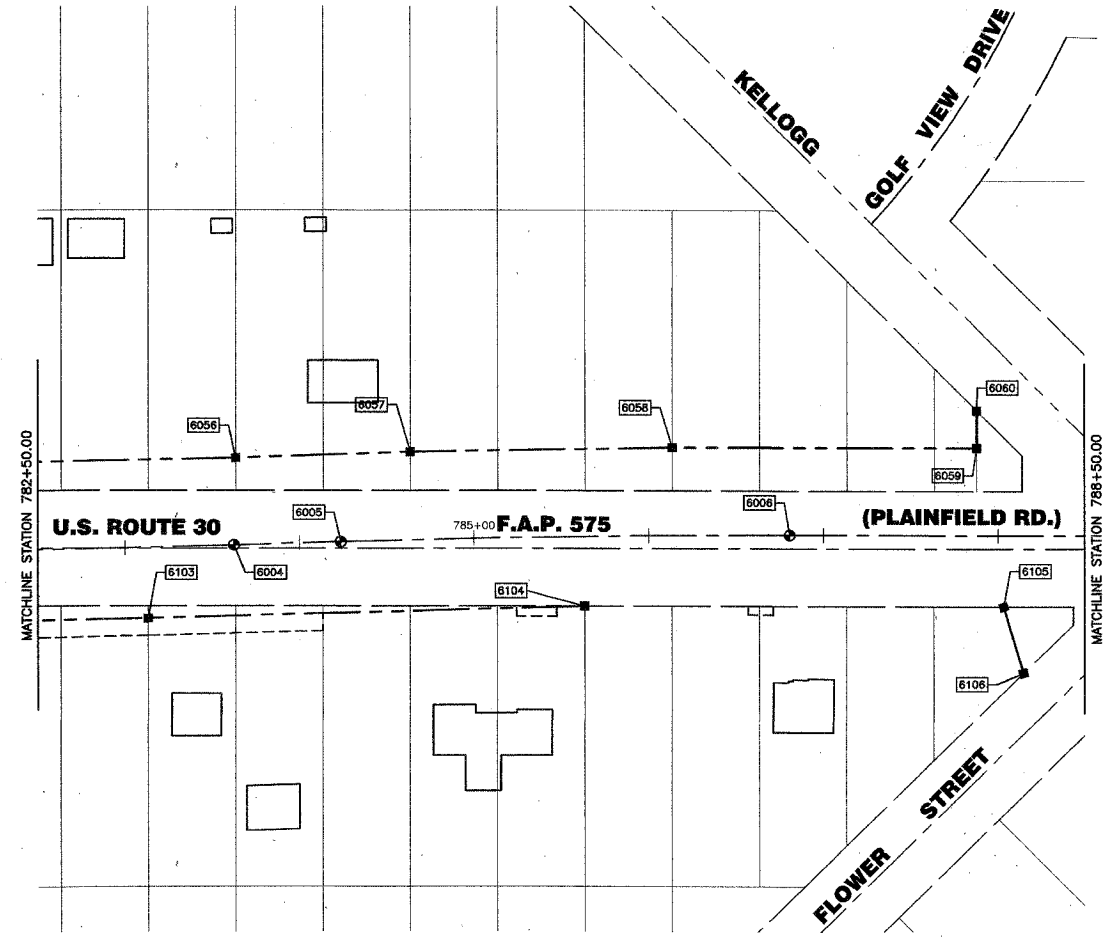 KELLOGG
GOLF VIEW DRIVE
6060
6057
6058
6056
6059
MATCHLINE STATION 782+50.00
MATCHLINE STATION 788+50.00
6005
6006
U.S. ROUTE 30
785+00
F.A.P. 575
(PLAINFIELD RD.)
6103
6004
6104
6105
6106
FLOWER STREET